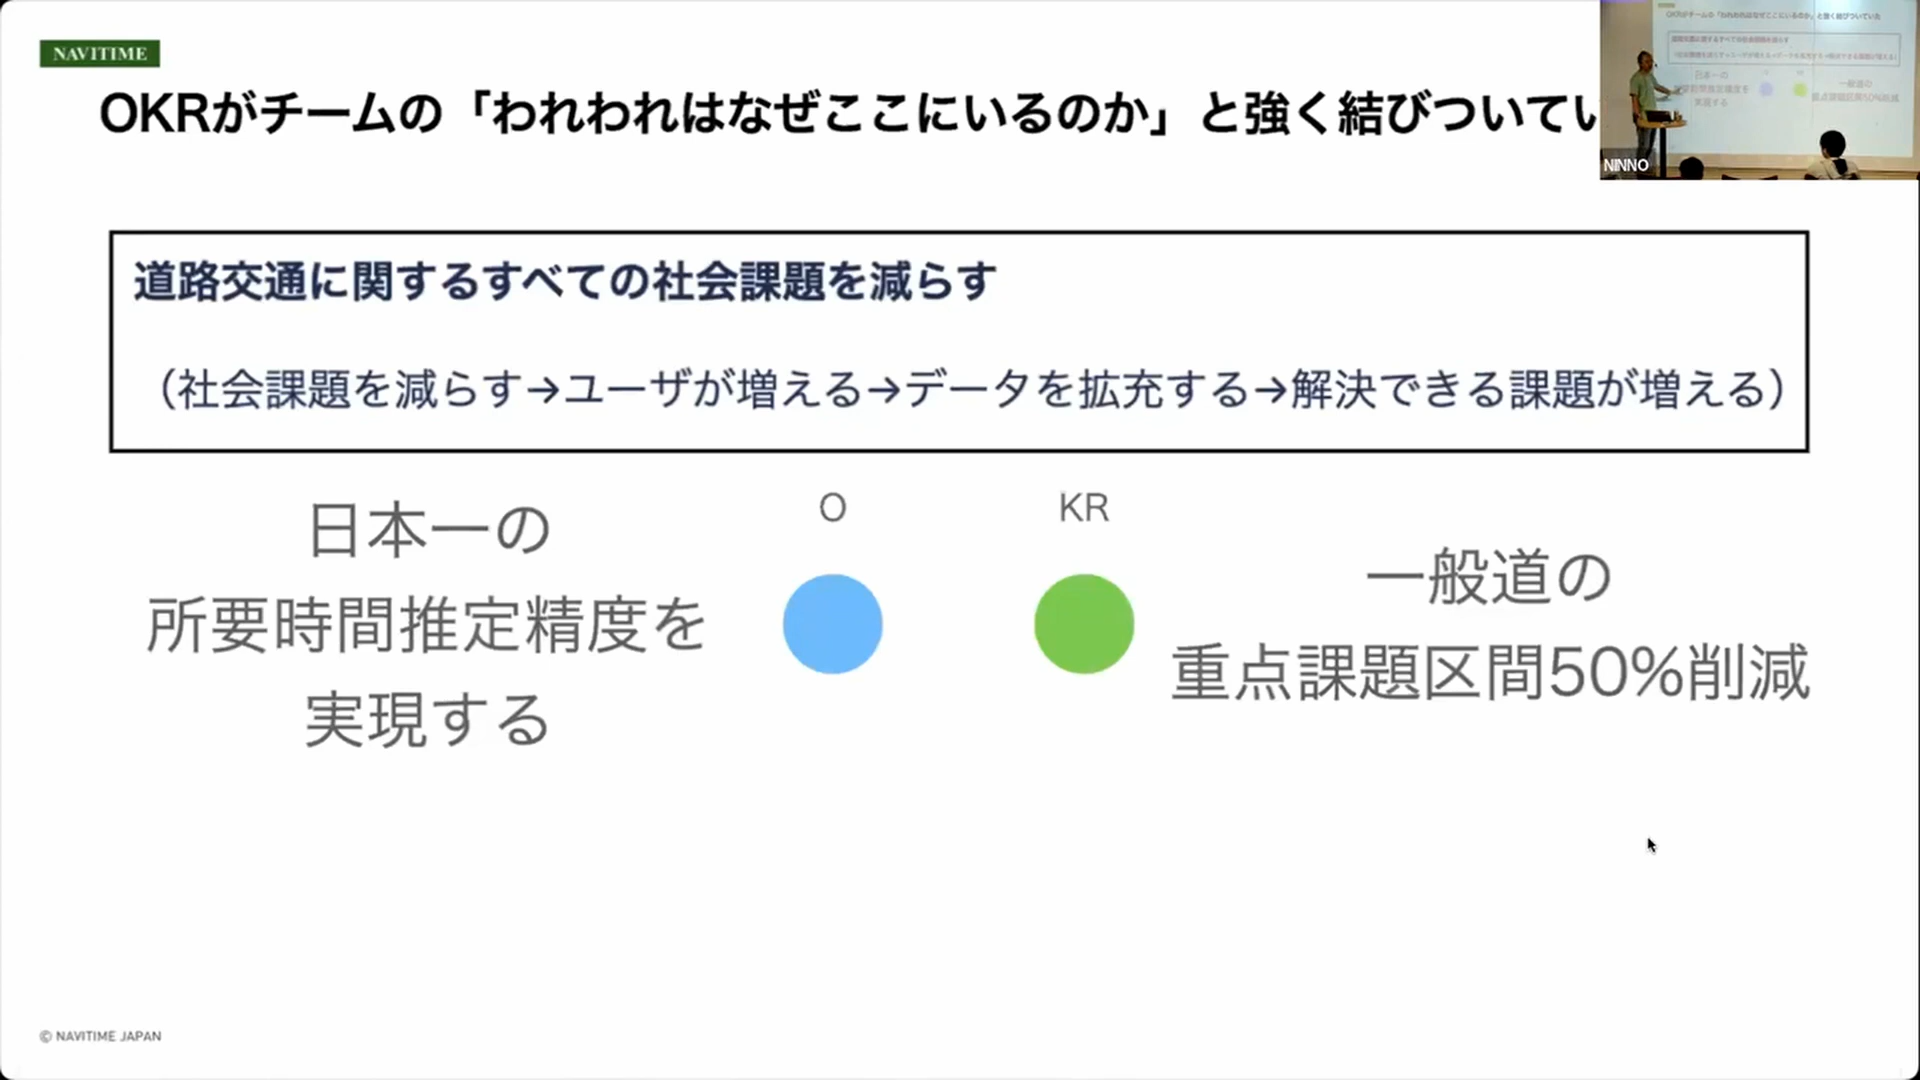 NAVITIME
OKRがチームの「われわれはなぜここにいるのか」と強く結びついてい
NINNO
道路交通に関するすべての社会課題を減らす
（社会課題を減らす→ユーザが増える→データを拡充する→解決できる課題が増える）
O
KR
日本一の
所要時間推定精度を
実現する
一般道の
重点課題区間50%削減
© NAVITIME JAPAN